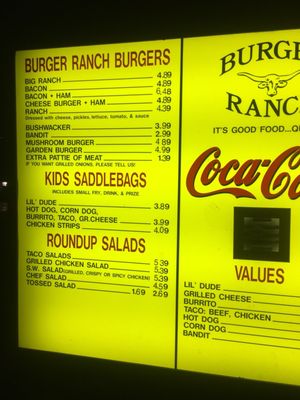 BURGER RANCH BURGERS
BIG RANCH 4.89
BACON 4.89
BACON + HAM 6.48
CHEESE BURGER + HAM 4.89
RANCH 4.39
Dressed with cheese, pickles, lettuce, tomato, & sauce
BUSHWACKER 3.99
BANDIT 2.99
MUSHROOM BURGER 4.89
GARDEN BURGER 4.99
EXTRA PATTIE OF MEAT 1.39
IF YOU WANT GRILLED ONIONS, PLEASE TELL US!
KIDS SADDLEBAGS
INCLUDES SMALL FRY, DRINK, & PRIZE
LIL' DUDE 3.89
HOT DOG, CORN DOG,
BURRITO, TACO, GR. CHEESE 3.99
CHICKEN STRIPS 4.09
ROUNDUP SALADS
TACO SALADS 5.39
GRILLED CHICKEN SALAD 5.39
S.W. SALAD (GRILLED, CRISPY OR SPICY CHICKEN) 5.39
CHEF SALAD 4.59
TOSSED SALAD 1.69 2.69
BURGE
RANC
IT'S GOOD FOOD...Q
Coca-C
VALUES
LIL' DUDE
GRILLED CHEESE
BURRITO
TACO: BEEF, CHICKEN
HOT DOG
CORN DOG
BANDIT